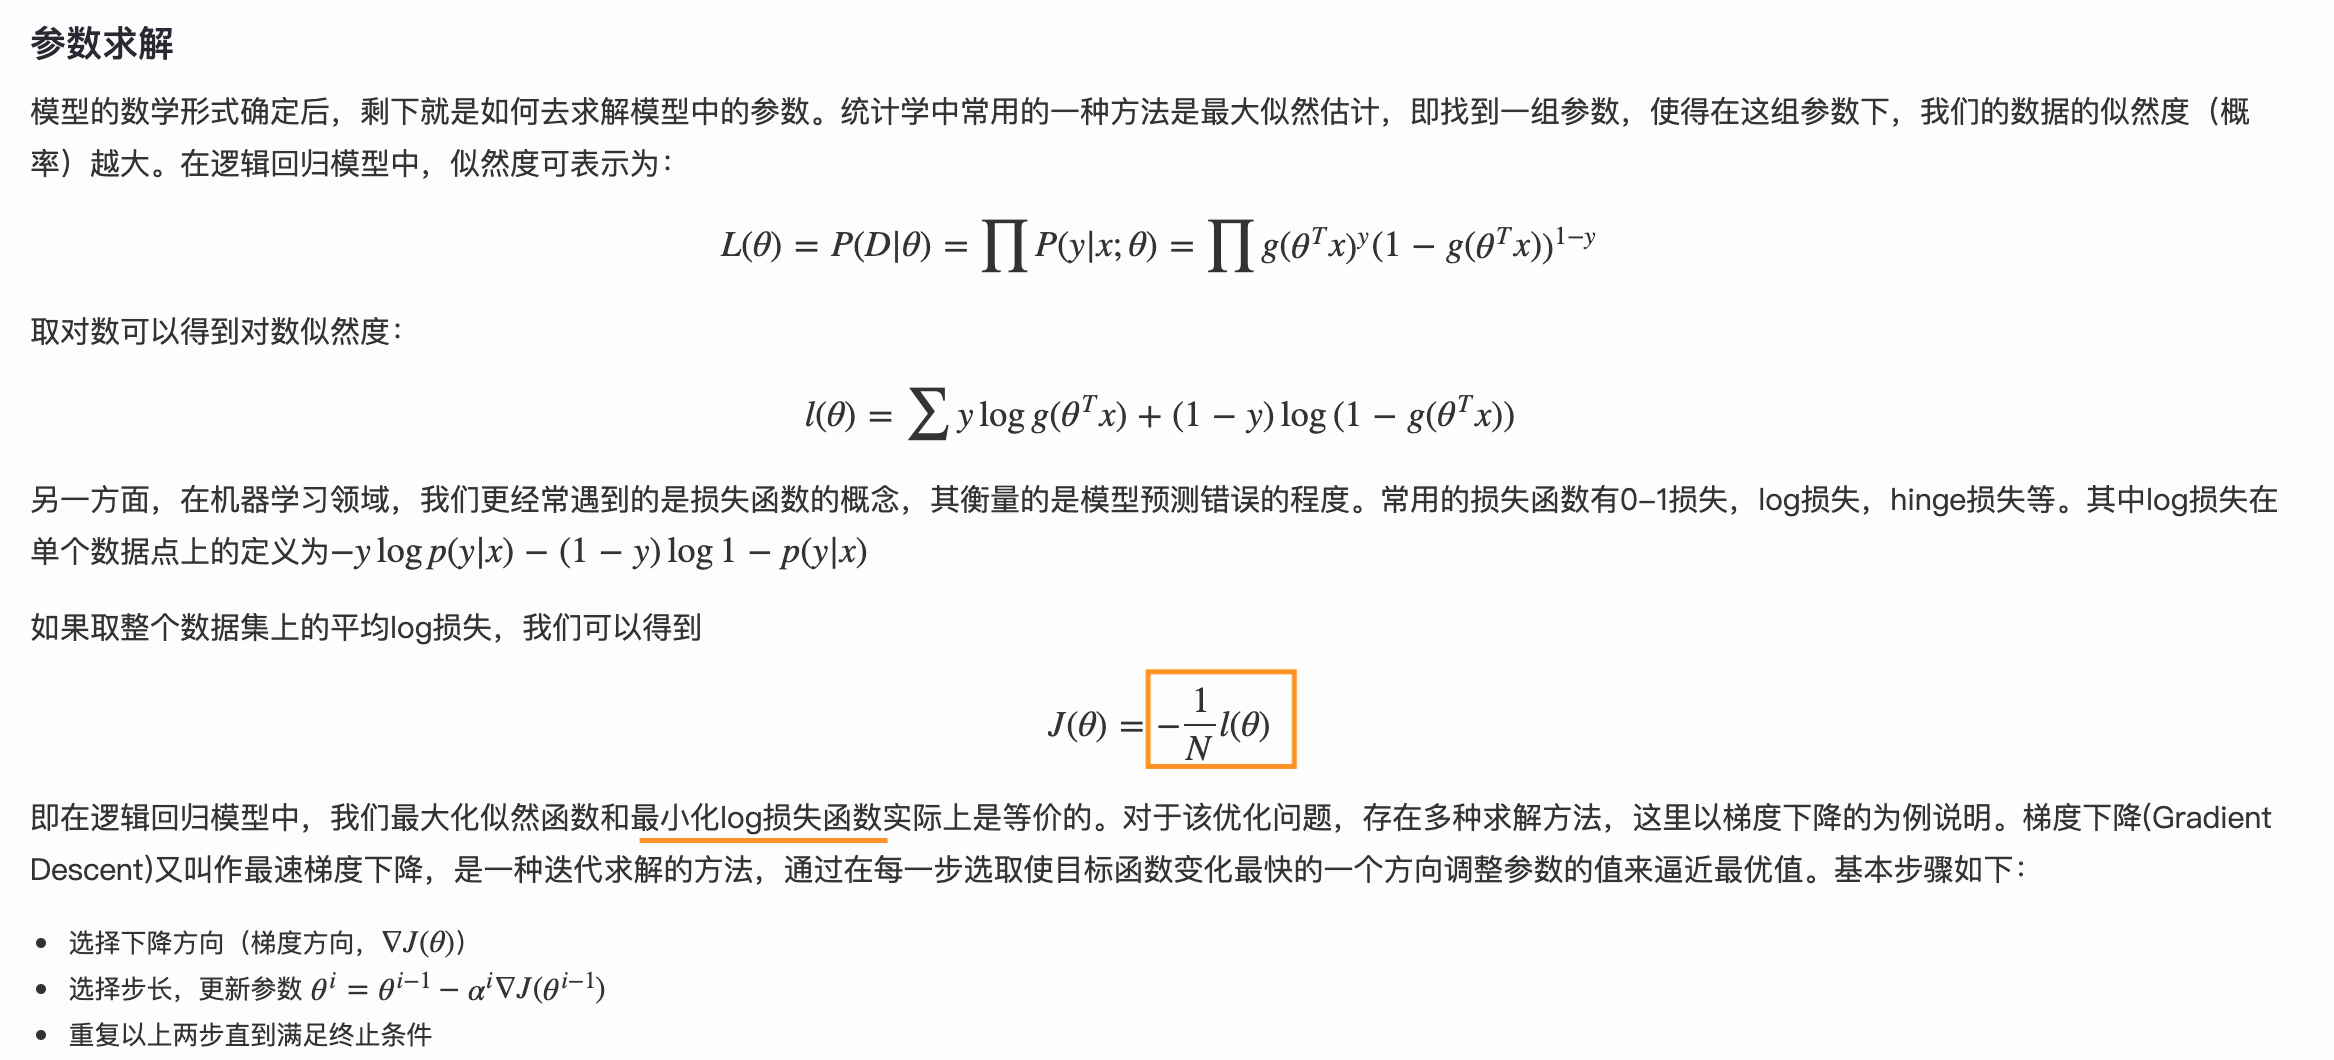 参数求解
模型的数学形式确定后，剩下就是如何去求解模型中的参数。统计学中常用的一种方法是最大似然估计，即找到一组参数，使得在这组参数下，我们的数据的似然度（概
率）越大。在逻辑回归模型中，似然度可表示为：
L(θ) = P(D|θ) = ∏ P(y|x; θ) = ∏ g(θ^T x)^y (1 − g(θ^T x))^{1−y}
取对数可以得到对数似然度：
l(θ) = ∑ y log g(θ^T x) + (1 − y) log (1 − g(θ^T x))
另一方面，在机器学习领域，我们更经常遇到的是损失函数的概念，其衡量的是模型预测错误的程度。常用的损失函数有0–1损失，log损失，hinge损失等。其中log损失在
单个数据点上的定义为−y log p(y|x) − (1 − y) log 1 − p(y|x)
如果取整个数据集上的平均log损失，我们可以得到
J(θ) = −\frac{1}{N} l(θ)
即在逻辑回归模型中，我们最大化似然函数和最小化log损失函数实际上是等价的。对于该优化问题，存在多种求解方法，这里以梯度下降的为例说明。梯度下降(Gradient
Descent)又叫作最速梯度下降，是一种迭代求解的方法，通过在每一步选取使目标函数变化最快的一个方向调整参数的值来逼近最优值。基本步骤如下：
• 选择下降方向（梯度方向，∇J(θ)）
• 选择步长，更新参数 θ^i = θ^{i−1} − α^i ∇J(θ^{i−1})
• 重复以上两步直到满足终止条件